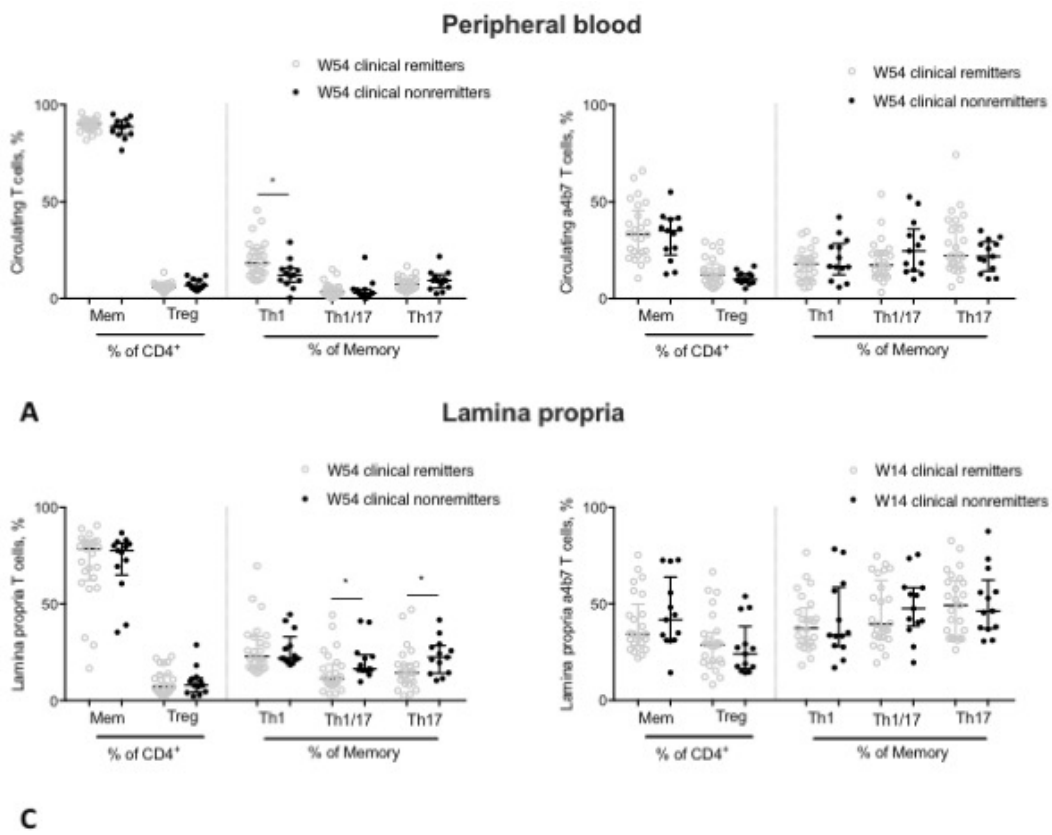 Peripheral blood
W54 clinical remitters
W54 clinical nonremitters
100
50
0
Circulating T cells, %
*
Mem Treg Th1 Th1/17 Th17
% of CD4⁺ % of Memory
W54 clinical remitters
W54 clinical nonremitters
100
50
0
Circulating a4b7 T cells, %
Mem Treg Th1 Th1/17 Th17
% of CD4⁺ % of Memory
A
Lamina propria
W54 clinical remitters
W54 clinical nonremitters
100
50
0
Lamina propria T cells, %
* *
Mem Treg Th1 Th1/17 Th17
% of CD4⁺ % of Memory
W14 clinical remitters
W14 clinical nonremitters
100
50
0
Lamina propria a4b7 T cells, %
Mem Treg Th1 Th1/17 Th17
% of CD4⁺ % of Memory
C